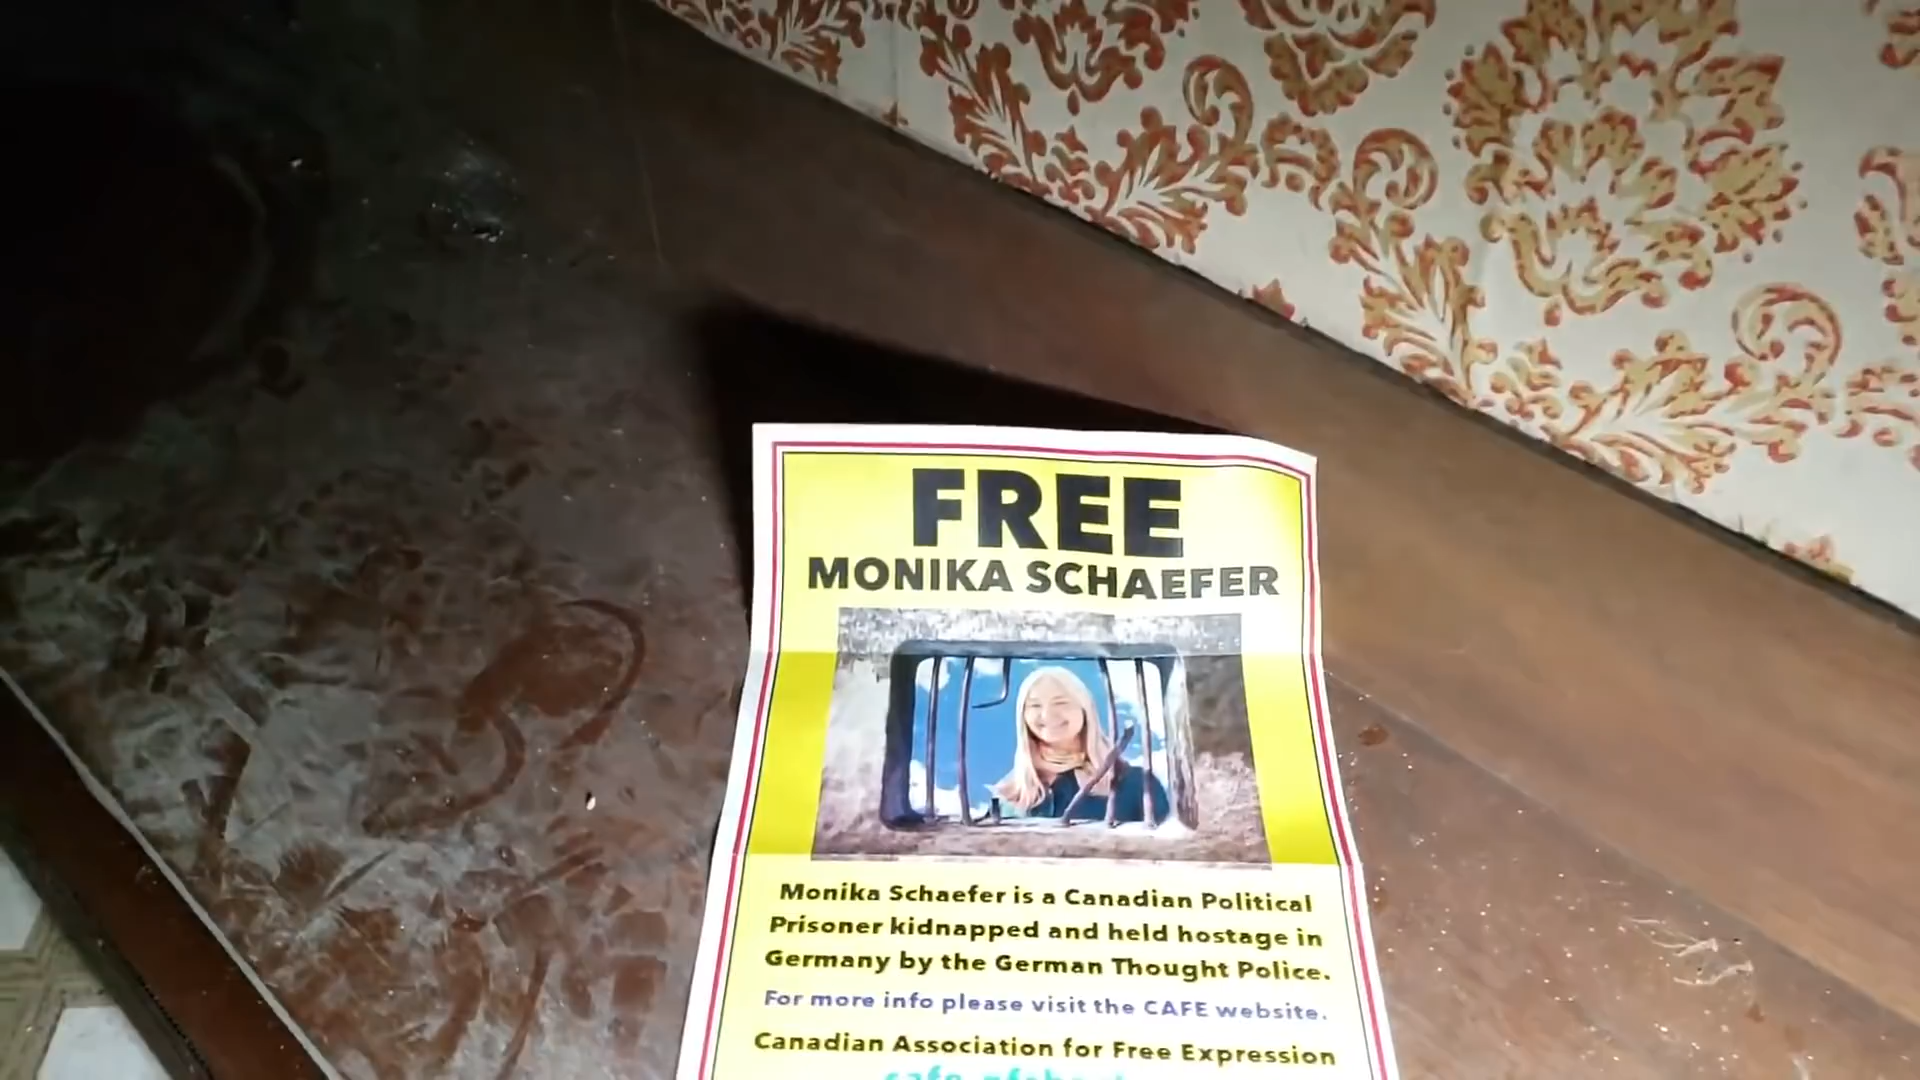 FREE
MONIKA SCHAEFER
Monika Schaefer is a Canadian Political
Prisoner kidnapped and held hostage in
Germany by the German Thought Police.
For more info please visit the CAFE website.
Canadian Association for Free Expression